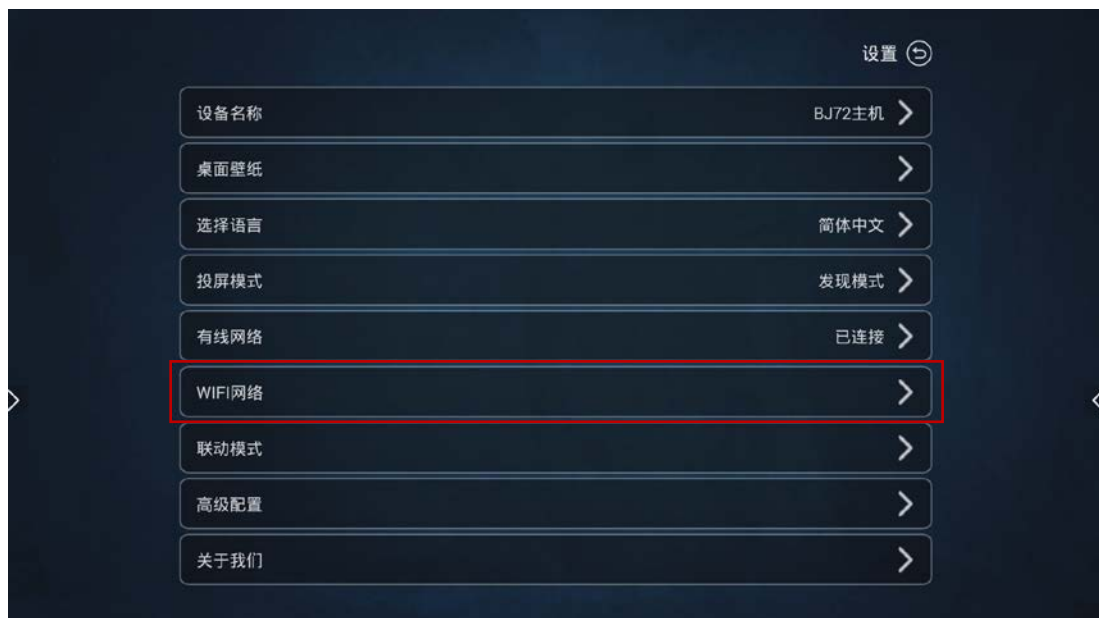 设置
设备名称 BJ72主机
桌面壁纸
选择语言 简体中文
投屏模式 发现模式
有线网络 已连接
WIFI网络
联动模式
高级配置
关于我们